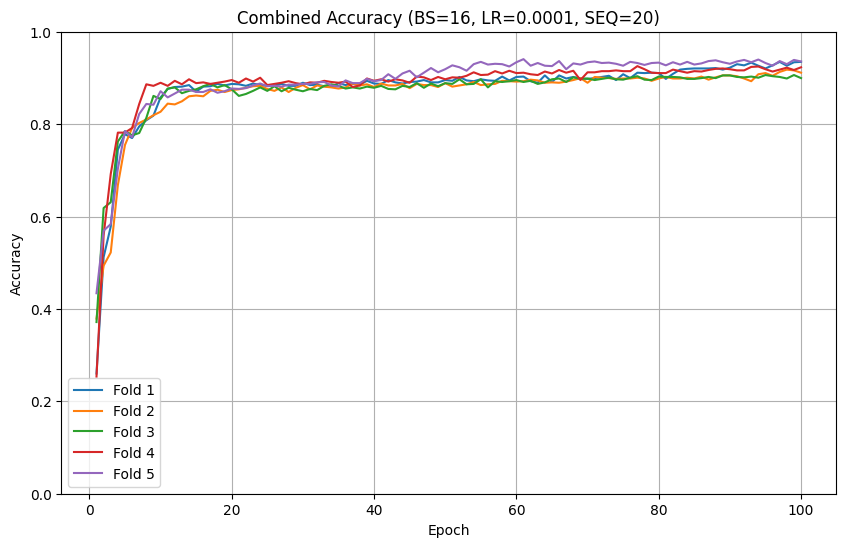 Combined Accuracy (BS=16, LR=0.0001, SEQ=20)
1.0
0.8
0.6
0.4
0.2
0.0
Accuracy
Fold 1
Fold 2
Fold 3
Fold 4
Fold 5
0 20 40 60 80 100
Epoch